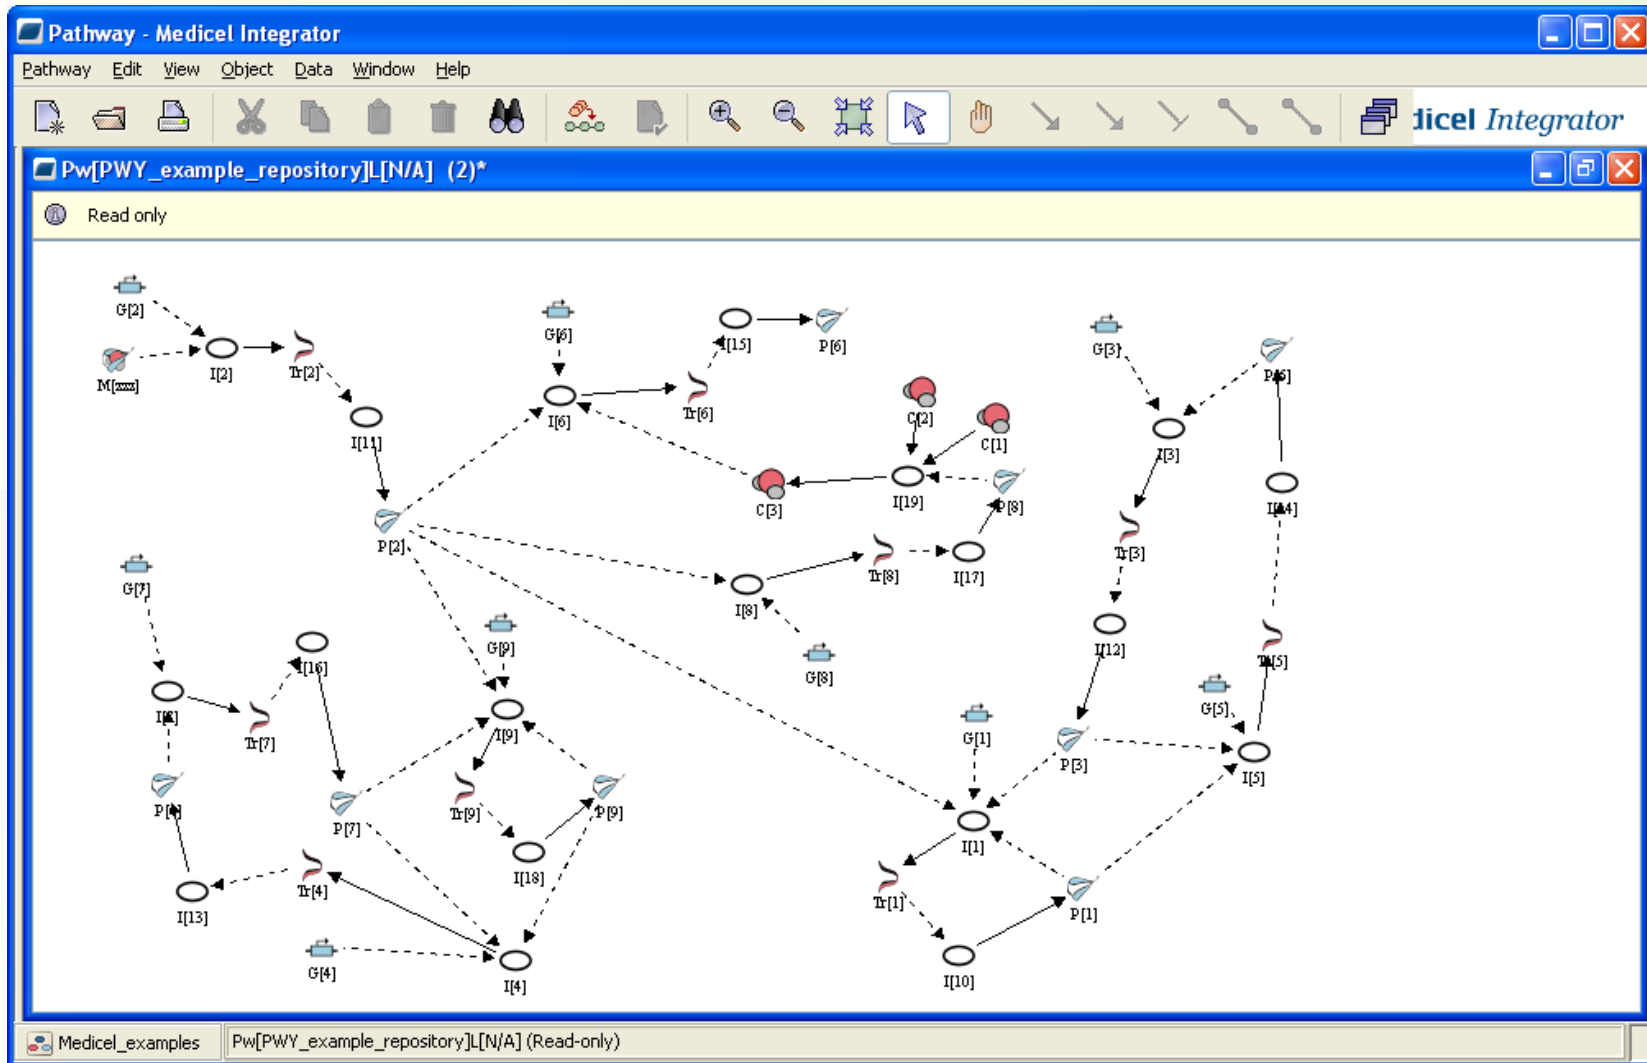 Pathway - Medicel Integrator
Pathway Edit View Object Data Window Help
dicel Integrator
Pw[PWY_example_repository]L[N/A] (2)*
Read only
G[2]
M[zzz]
I[2]
Tr[2]
I[11]
P[2]
G[6]
I[6]
Tr[6]
I[15]
P[6]
C[2]
C[1]
C[3]
I[19]
P[8]
I[8]
Tr[8]
I[17]
G[8]
G[3]
I[3]
P[5]
Tr[3]
I[14]
I[12]
Tr[5]
G[5]
P[3]
I[5]
G[7]
I[16]
Tr[7]
G[9]
I[9]
P[7]
Tr[9]
P[9]
I[18]
Tr[4]
I[13]
G[4]
I[4]
G[1]
I[1]
Tr[1]
P[1]
I[10]
Medicel_examples
Pw[PWY_example_repository]L[N/A] (Read-only)